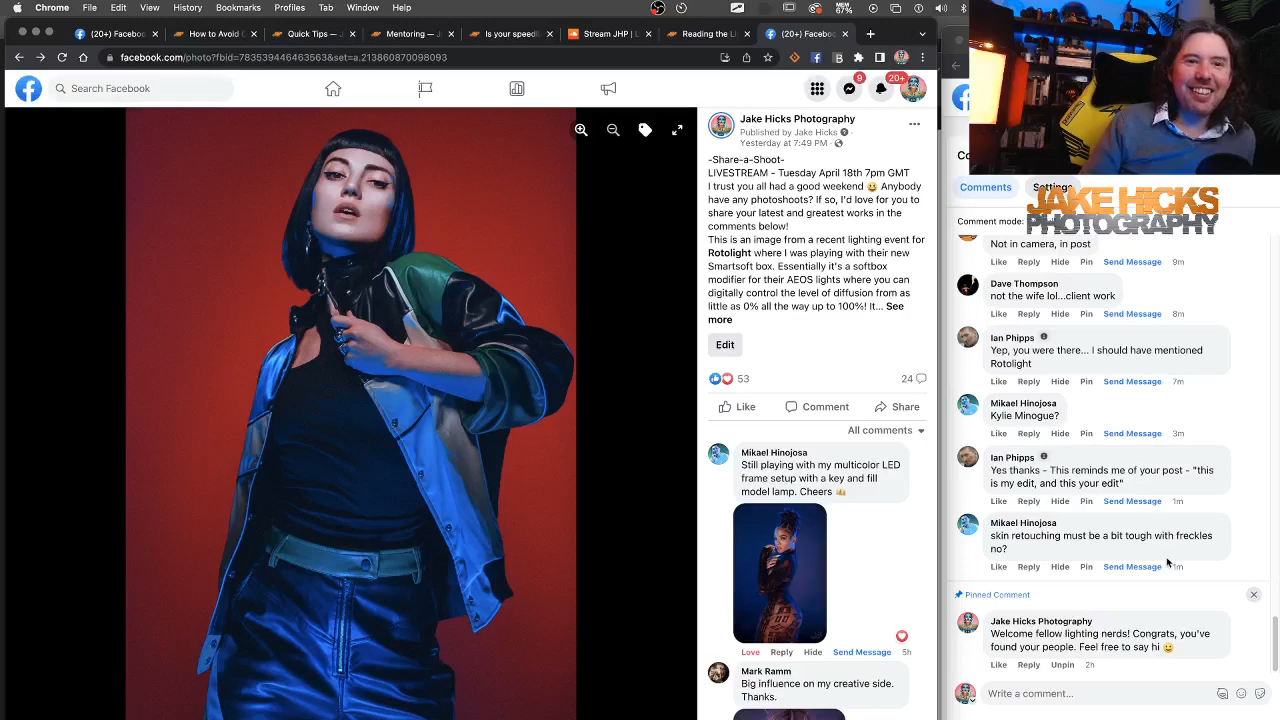 Chrome File Edit View History Bookmarks Profiles Tab Window Help
MEM
67%
(20+) Faceboo
How to Avoid
Quick Tips —
Mentoring —
Is your speedl
Stream JHP | L
Reading the Li
(20+) Faceboo
facebook.com/photo?fbid=783539446463563&set=a.213860870098093
Search Facebook
9
20+
Jake Hicks Photography
Published by Jake Hicks
Yesterday at 7:49 PM ·
-Share-a-Shoot-
LIVESTREAM - Tuesday April 18th 7pm GMT
I trust you all had a good weekend 😃 Anybody
have any photoshoots? If so, I'd love for you to
share your latest and greatest works in the
comments below!
This is an image from a recent lighting event for
Rotolight where I was playing with their new
Smartsoft box. Essentially it's a softbox
modifier for their AEOS lights where you can
digitally control the level of diffusion from as
little as 0% all the way up to 100%! It... See
more
Edit
53
24
Like Comment Share
All comments
Mikael Hinojosa
Still playing with my multicolor LED
frame setup with a key and fill
model lamp. Cheers 👍
Love Reply Hide Send Message 5h
Mark Ramm
Big influence on my creative side.
Thanks.
Co
Comments
Settings
JAKE HICKS
PHOTOGRAPHY
Comment mode:
Not in camera, in post
Like Reply Hide Pin Send Message 9m
Dave Thompson
not the wife lol...client work
Like Reply Hide Pin Send Message 8m
Ian Phipps
Yep, you were there... I should have mentioned
Rotolight
Like Reply Hide Pin Send Message 7m
Mikael Hinojosa
Kylie Minogue?
Like Reply Hide Pin Send Message 3m
Ian Phipps
Yes thanks - This reminds me of your post - "this
is my edit, and this your edit"
Like Reply Hide Pin Send Message 1m
Mikael Hinojosa
skin retouching must be a bit tough with freckles
no?
Like Reply Hide Pin Send Message 1m
Pinned Comment
Jake Hicks Photography
Welcome fellow lighting nerds! Congrats, you've
found your people. Feel free to say hi 😃
Like Reply Unpin 2h
Write a comment...